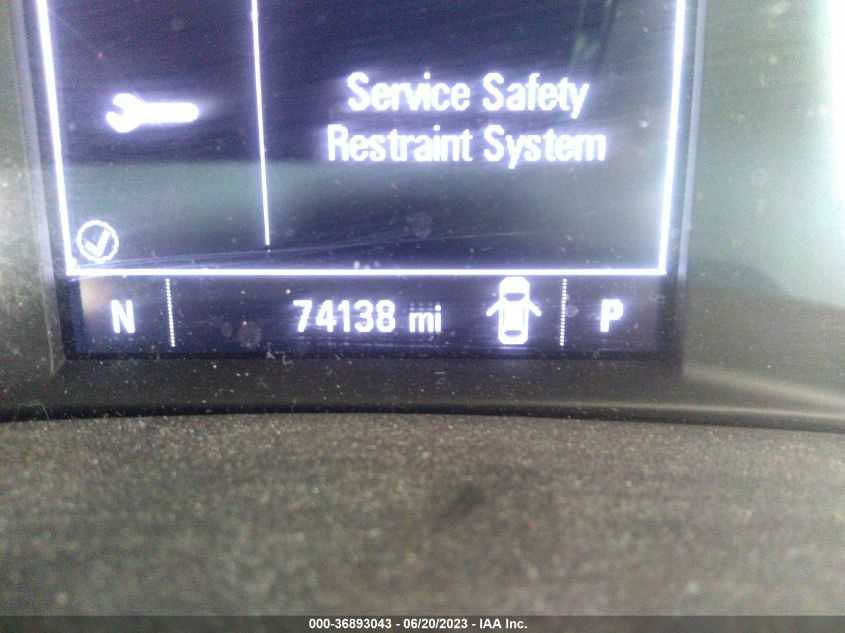 Service Safety
Restraint System
N 74138 mi P
000-36893043 - 06/20/2023 - IAA Inc.